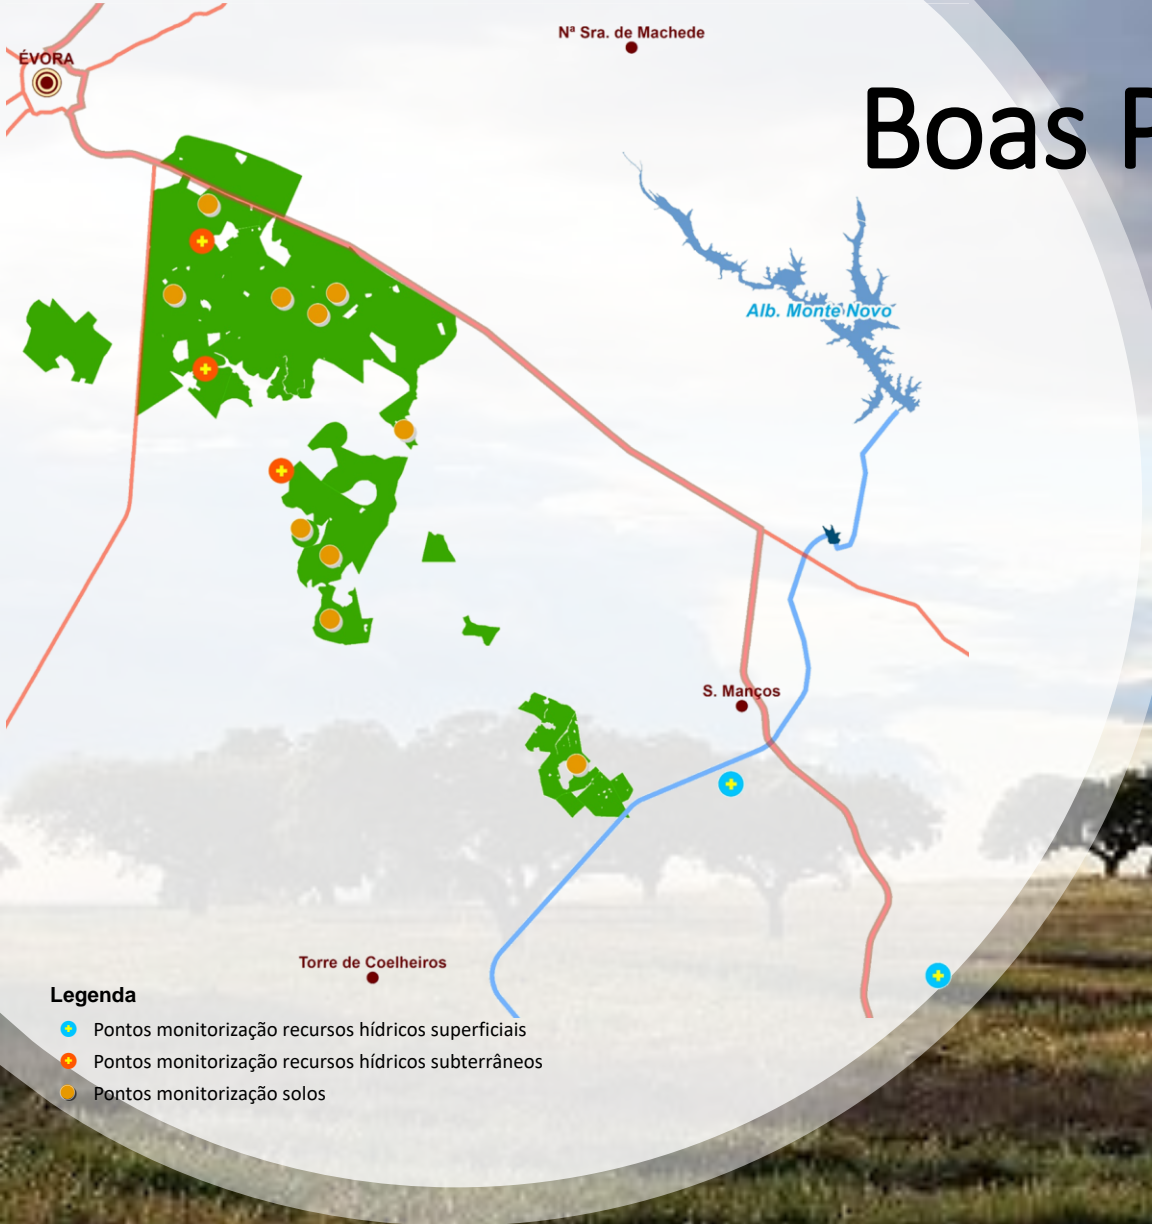 Nª Sra. de Machede
ÉVORA
Boas P
Alb. Monte Novo
S. Manços
Torre de Coelheiros
Legenda
Pontos monitorização recursos hídricos superficiais
Pontos monitorização recursos hídricos subterrâneos
Pontos monitorização solos